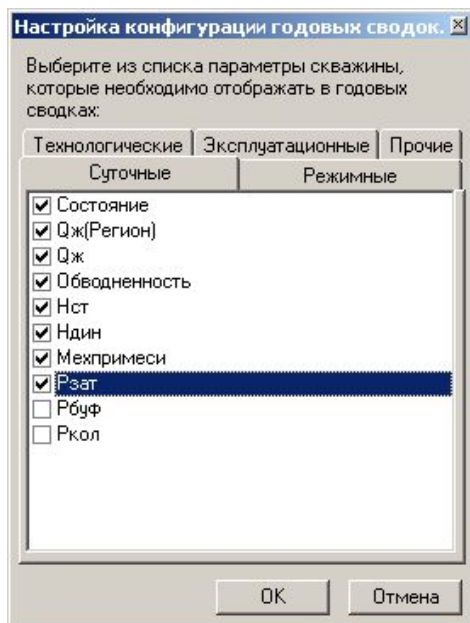 Настройка конфигурации годовых сводок.
Выберите из списка параметры скважины,
которые необходимо отображать в годовых
сводках:
Технологические Эксплуатационные Прочие
Суточные Режимные
Состояние
Qж(Регион)
Qж
Обводненность
Нст
Ндин
Мехпримеси
Рзат
Рбуф
Ркол
OK Отмена